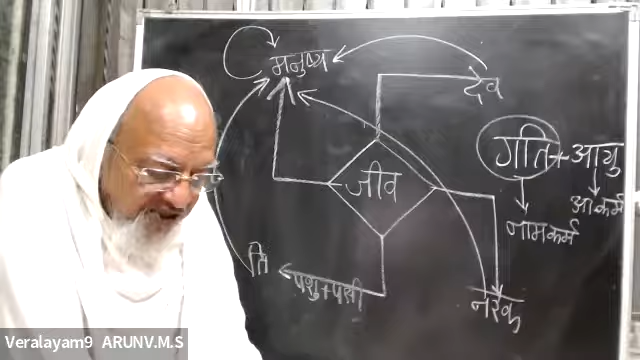 मनुष्य
देव
गति + आयु
आ कर्म
जीव
नामकर्म
ति
पशु + पक्षी
नरक
Veralayam9 ARUNV.M.S